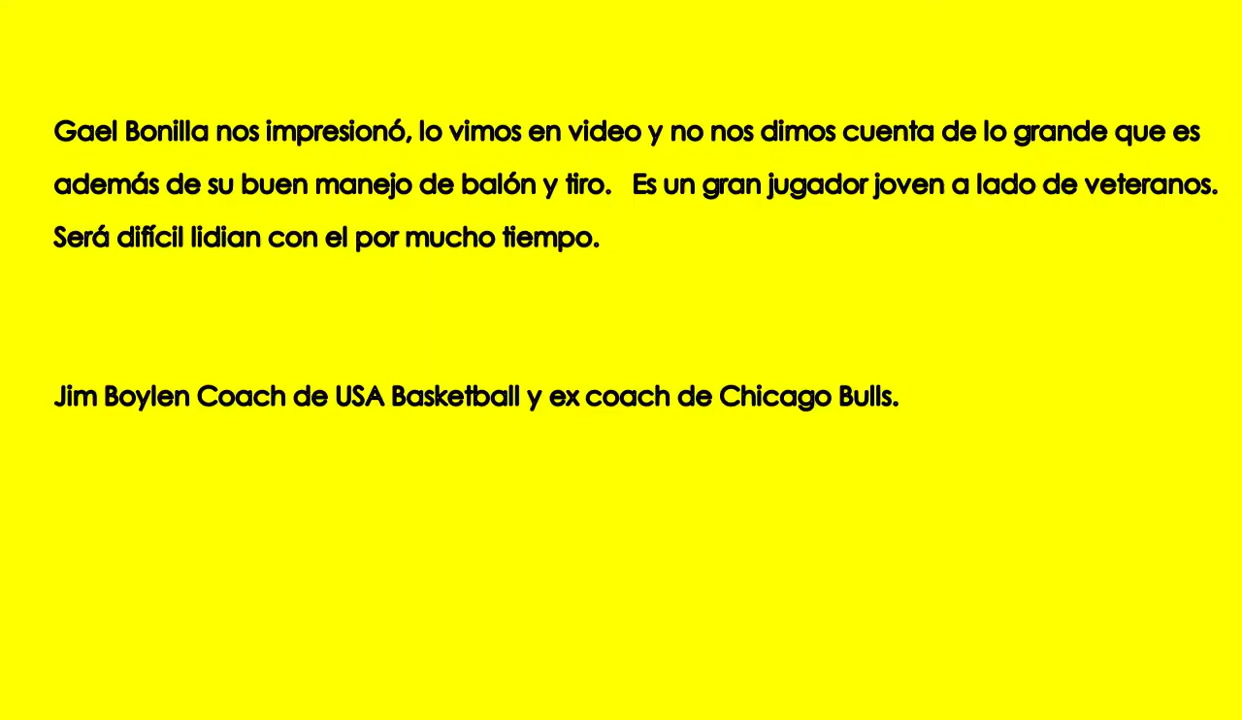 Gael Bonilla nos impresionó, lo vimos en video y no nos dimos cuenta de lo grande que es
además de su buen manejo de balón y tiro. Es un gran jugador joven a lado de veteranos.
Será difícil lidian con el por mucho tiempo.
Jim Boylen Coach de USA Basketball y ex coach de Chicago Bulls.